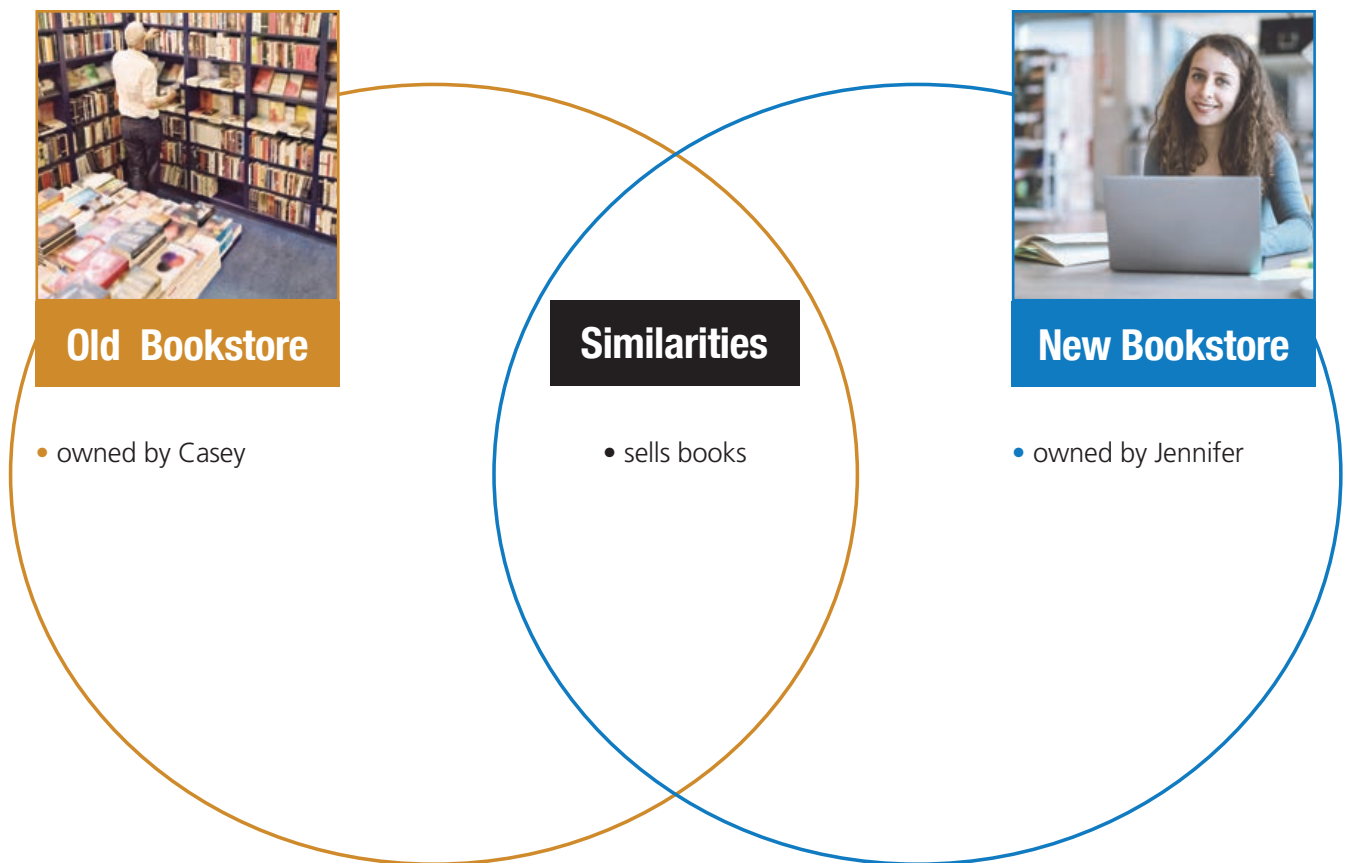 Old Bookstore
Similarities
New Bookstore
• owned by Casey
• sells books
• owned by Jennifer